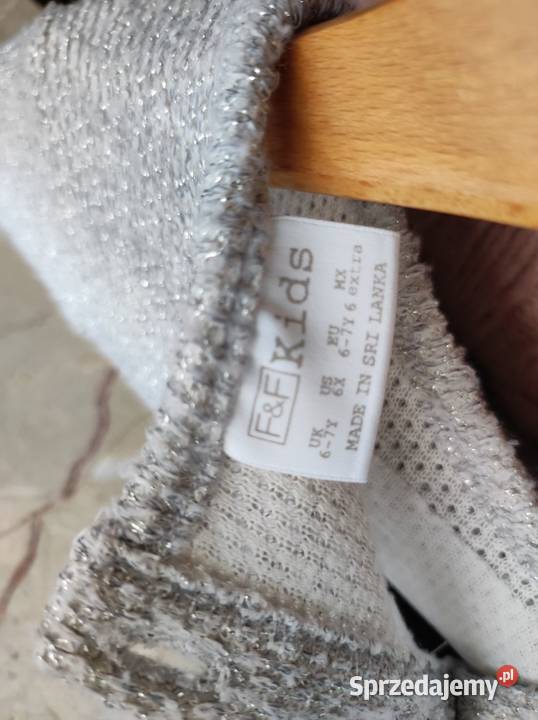 F&F Kids
UK US EU MX
6-7Y 6X 6-7Y 6 extra
MADE IN SRI LANKA
Sprzedajemy.pl